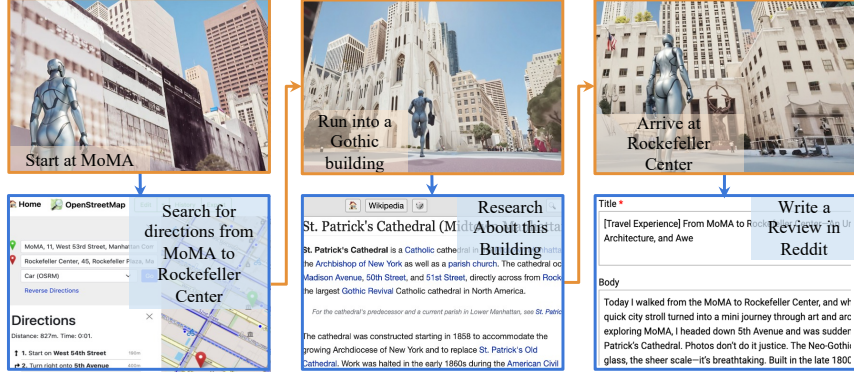 Start at MoMA
Run into a
Gothic
building
Arrive at
Rockefeller
Center
Home
OpenStreetMap
Search for
directions from
MoMA to
Rockefeller
Center
MoMA, 11, West 53rd Street, Manhattan
Rockefeller Center, 45, Rockefeller
Car (OSRM)
Reverse Directions
Directions
Distance: 827m. Time: 0:01.
1. Start on West 54th Street
2. Turn right onto 5th Avenue
Wikipedia
Research
About this
Building
St. Patrick's Cathedral
St. Patrick's Cathedral is a Catholic cathedral
the Archbishop of New York as well as a parish church. The cathedral
Madison Avenue, 50th Street, and 51st Street, directly across from
the largest Gothic Revival Catholic cathedral in North America.
For the cathedral's predecessor and a current parish in Lower Manhattan, see St.
The cathedral was constructed starting in 1858 to accommodate the
growing Archdiocese of New York and to replace St. Patrick's Old
Cathedral. Work was halted in the early 1860s during the American Civil
Title *
Write a
Review in
Reddit
[Travel Experience] From MoMA to Rockefeller Center
Architecture, and Awe
Body
Today I walked from the MoMA to Rockefeller Center, and
quick city stroll turned into a mini journey through art and
exploring MoMA, I headed down 5th Avenue and was
Patrick's Cathedral. Photos don't do it justice. The
glass, the sheer scale—it's breathtaking. Built in the late